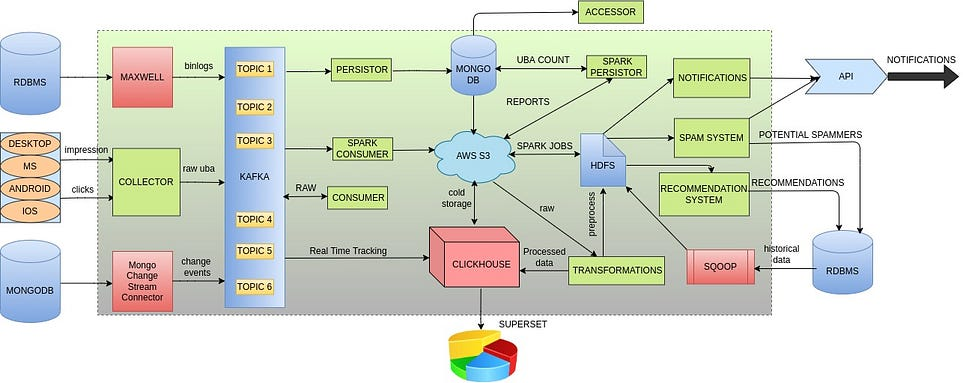 ACCESSOR
RDBMS
MAXWELL
binlogs
TOPIC 1
TOPIC 2
TOPIC 3
KAFKA
TOPIC 4
TOPIC 5
TOPIC 6
PERSISTOR
MONGO
DB
UBA COUNT
SPARK
PERSISTOR
REPORTS
NOTIFICATIONS
API
NOTIFICATIONS
DESKTOP
MS
ANDROID
IOS
impression
clicks
COLLECTOR
raw uba
SPARK
CONSUMER
RAW
CONSUMER
AWS S3
SPARK JOBS
HDFS
SPAM SYSTEM
POTENTIAL SPAMMERS
RECOMMENDATION
SYSTEM
RECOMMENDATIONS
cold
storage
raw
preprocess
MONGODB
Mongo
Change
Stream
Connector
change
events
Real Time Tracking
CLICKHOUSE
Processed
data
TRANSFORMATIONS
SQOOP
historical
data
RDBMS
SUPERSET